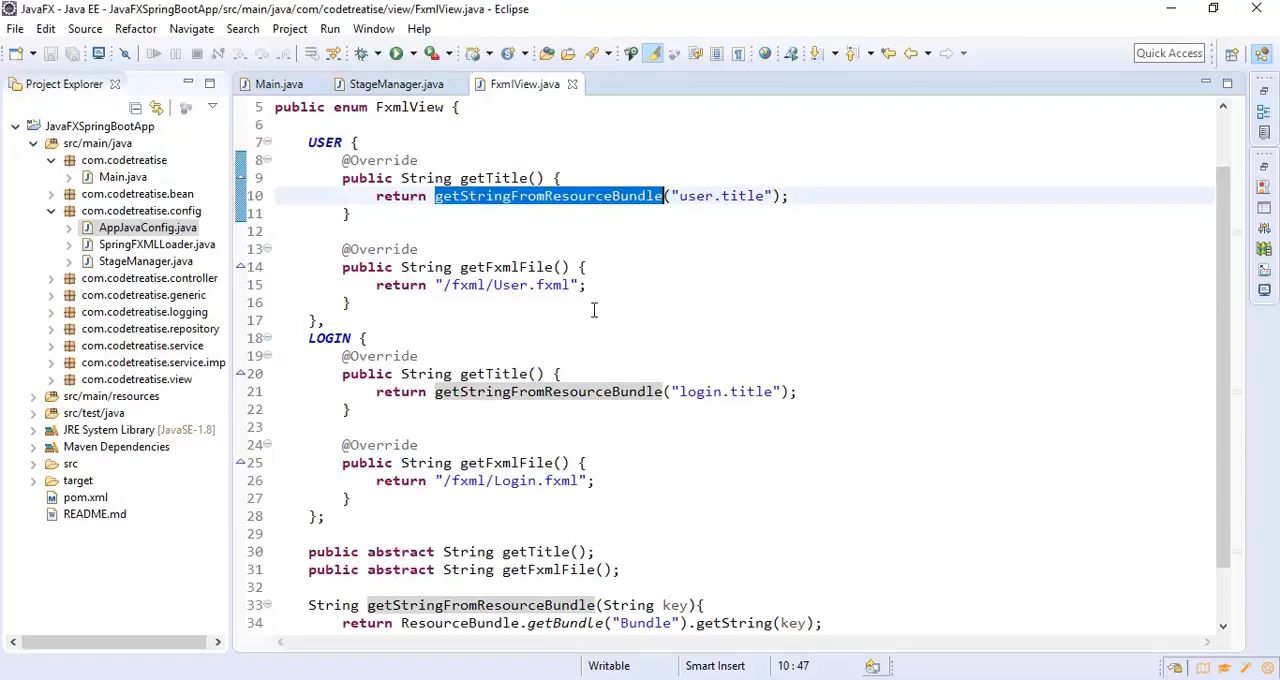 JavaFX - Java EE - JavaFXSpringBootApp/src/main/java/com/codetreatise/view/FxmlView.java - Eclipse
File Edit Source Refactor Navigate Search Project Run Window Help
Quick Access
Project Explorer
JavaFXSpringBootApp
src/main/java
com.codetreatise
Main.java
com.codetreatise.bean
com.codetreatise.config
AppJavaConfig.java
SpringFXMLLoader.java
StageManager.java
com.codetreatise.controller
com.codetreatise.generic
com.codetreatise.logging
com.codetreatise.repository
com.codetreatise.service
com.codetreatise.service.imp
com.codetreatise.view
src/main/resources
src/test/java
JRE System Library [JavaSE-1.8]
Maven Dependencies
src
target
pom.xml
README.md
Main.java StageManager.java FxmlView.java
5 public enum FxmlView {
6
7 USER {
8 @Override
9 public String getTitle() {
10 return getStringFromResourceBundle("user.title");
11 }
12
13 @Override
14 public String getFxmlFile() {
15 return "/fxml/User.fxml";
16 }
17 },
18 LOGIN {
19 @Override
20 public String getTitle() {
21 return getStringFromResourceBundle("login.title");
22 }
23
24 @Override
25 public String getFxmlFile() {
26 return "/fxml/Login.fxml";
27 }
28 };
29
30 public abstract String getTitle();
31 public abstract String getFxmlFile();
32
33 String getStringFromResourceBundle(String key){
34 return ResourceBundle.getBundle("Bundle").getString(key);
Writable Smart Insert 10 : 47